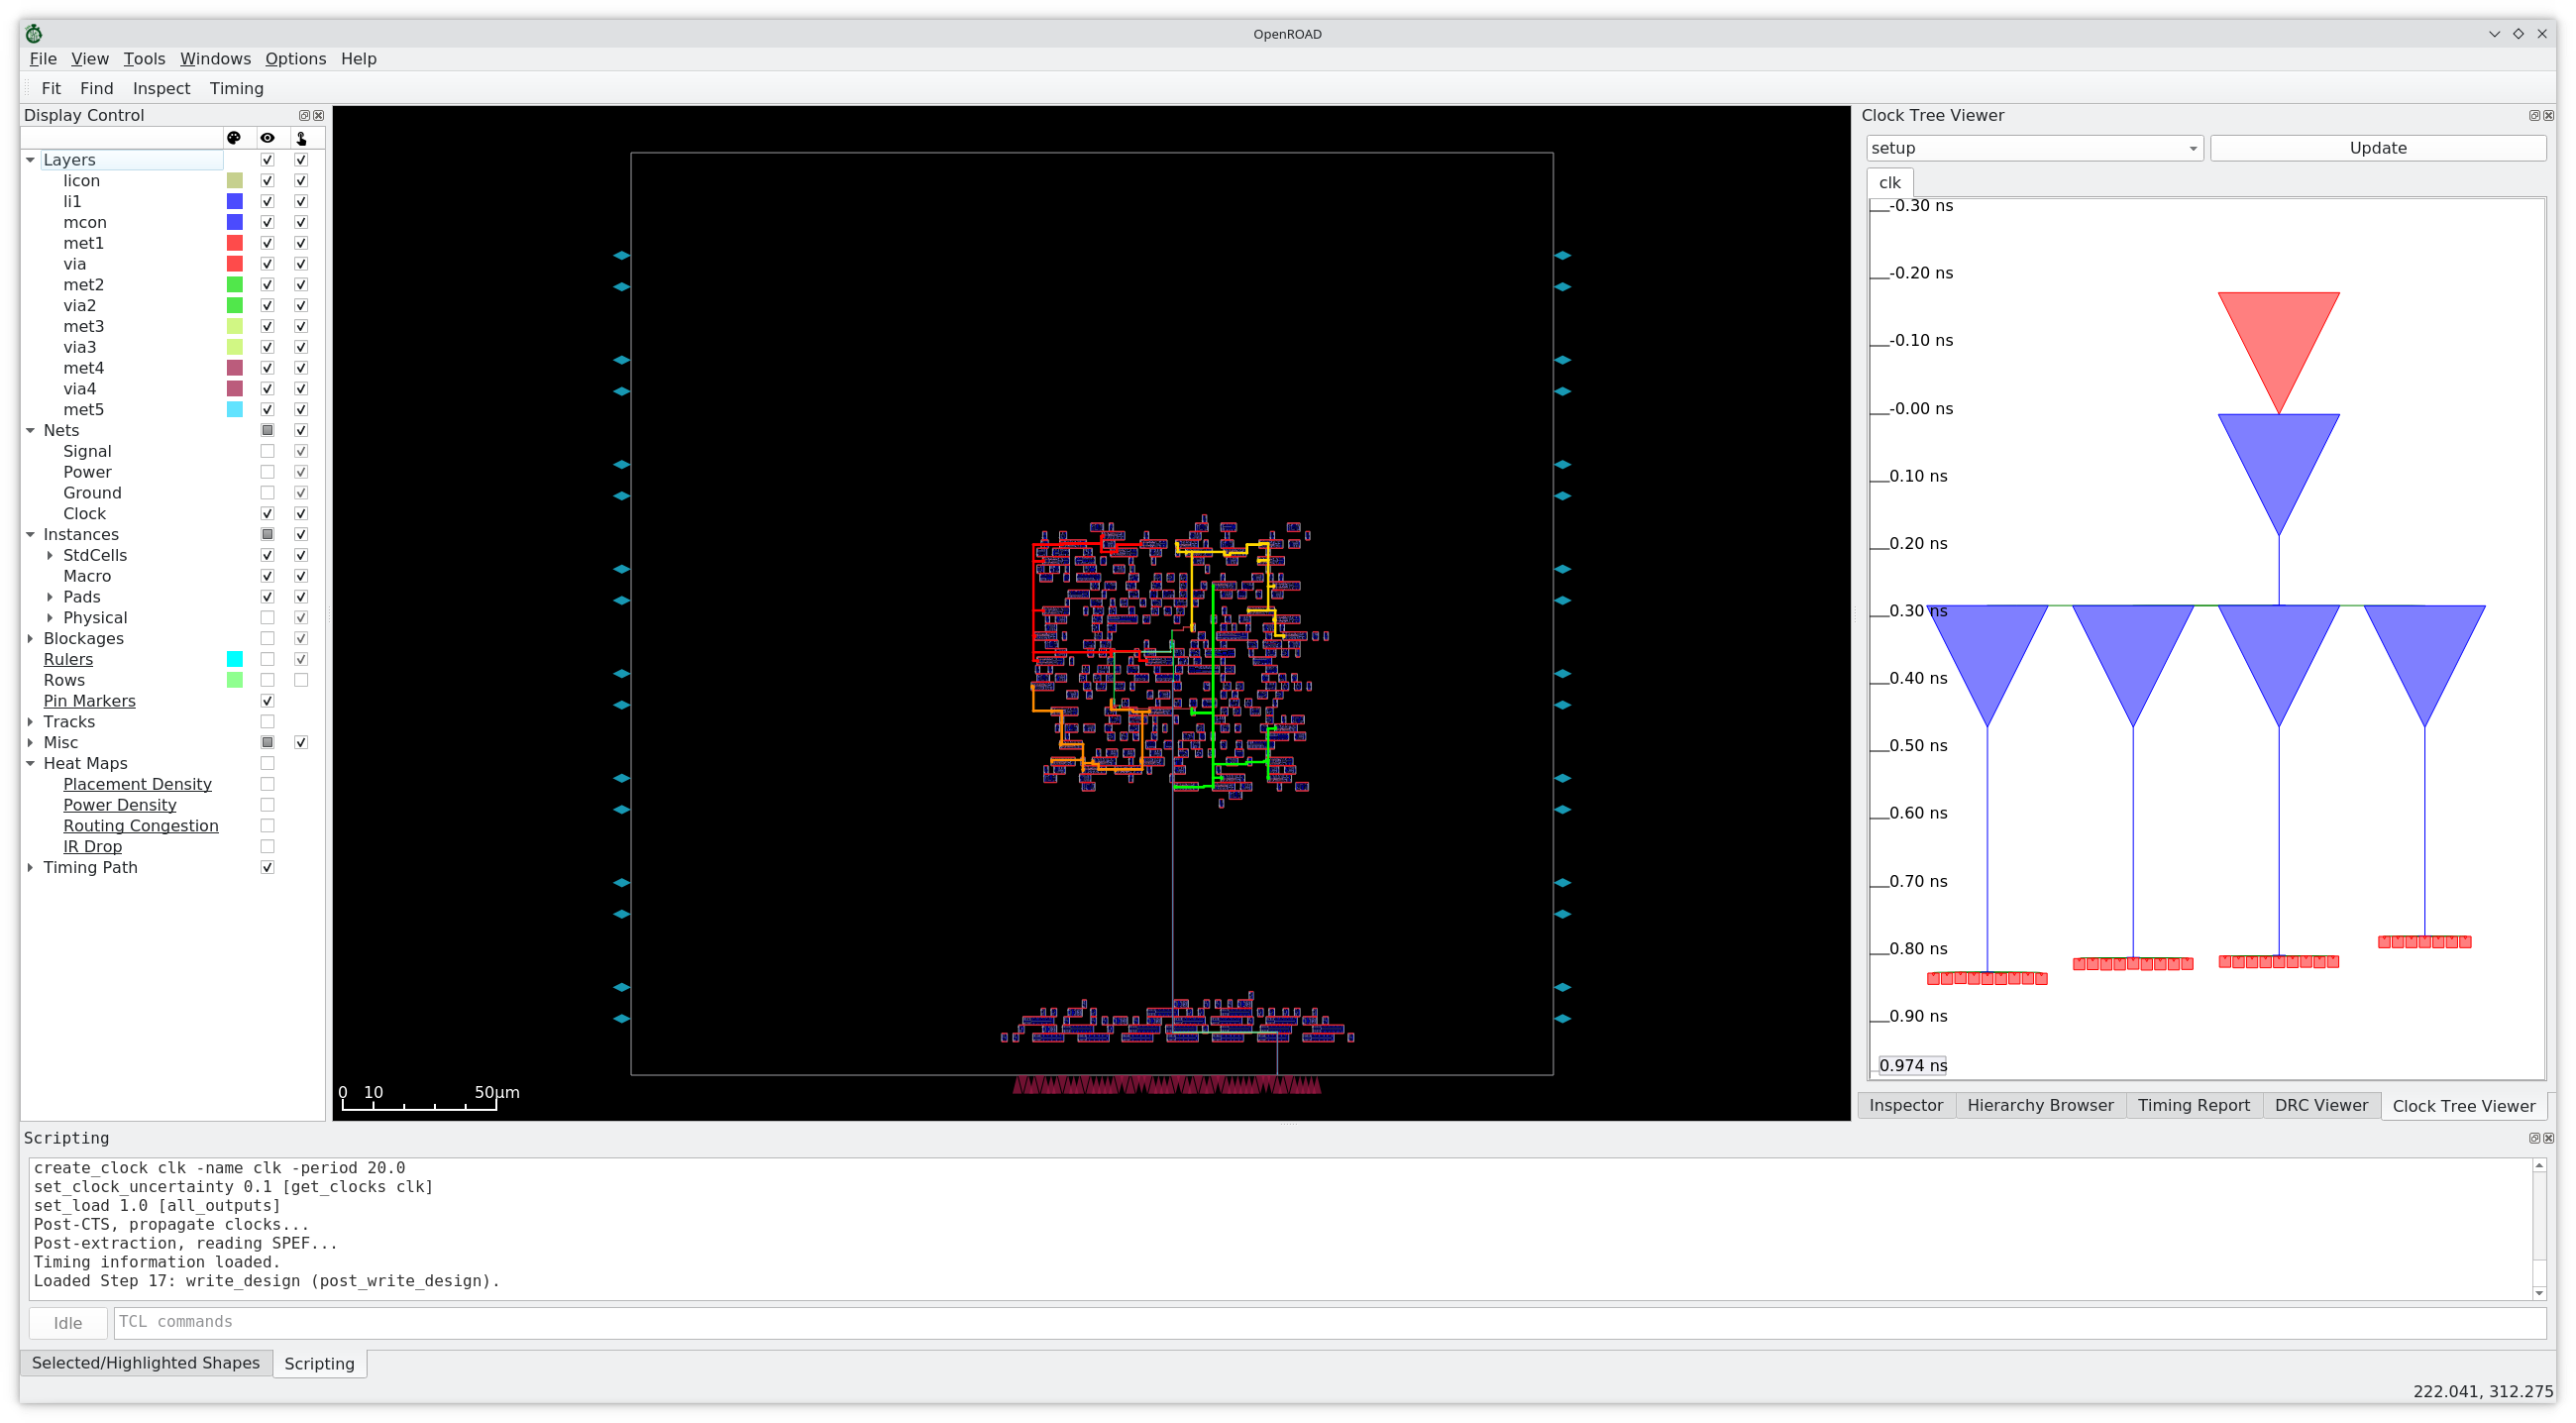 OpenROAD
File View Tools Windows Options Help
Fit Find Inspect Timing
Display Control
Layers
licon
li1
mcon
met1
via
met2
via2
met3
via3
met4
via4
met5
Nets
Signal
Power
Ground
Clock
Instances
StdCells
Macro
Pads
Physical
Blockages
Rulers
Rows
Pin Markers
Tracks
Misc
Heat Maps
Placement Density
Power Density
Routing Congestion
IR Drop
Timing Path
0 10 50μm
Clock Tree Viewer
setup Update
clk
-0.30 ns
-0.20 ns
-0.10 ns
-0.00 ns
0.10 ns
0.20 ns
0.30 ns
0.40 ns
0.50 ns
0.60 ns
0.70 ns
0.80 ns
0.90 ns
0.974 ns
Inspector Hierarchy Browser Timing Report DRC Viewer Clock Tree Viewer
Scripting
create_clock clk -name clk -period 20.0
set_clock_uncertainty 0.1 [get_clocks clk]
set_load 1.0 [all_outputs]
Post-CTS, propagate clocks...
Post-extraction, reading SPEF...
Timing information loaded.
Loaded Step 17: write_design (post_write_design).
Idle TCL commands
Selected/Highlighted Shapes Scripting
222.041, 312.275